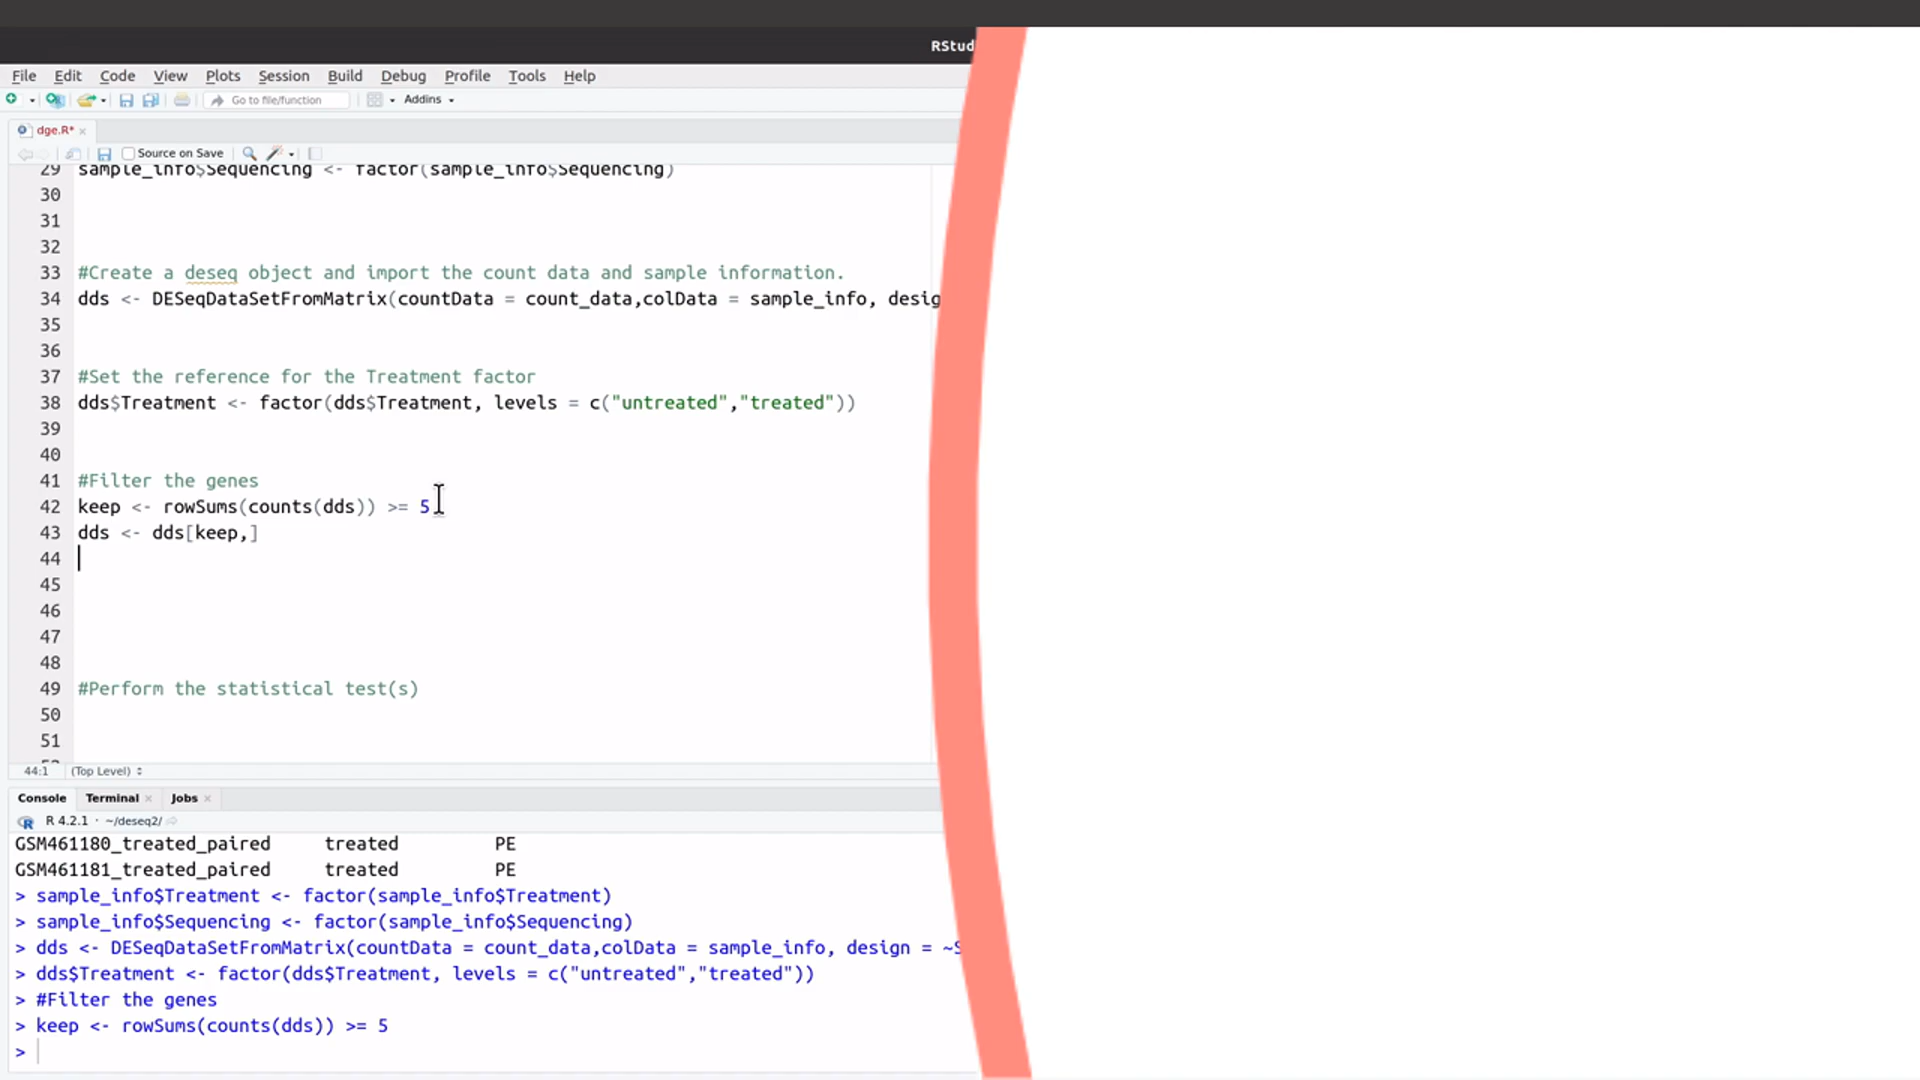 RStud
File Edit Code View Plots Session Build Debug Profile Tools Help
Go to file/function Addins
dge.R*
Source on Save
29 sample_info$Sequencing <- factor(sample_info$Sequencing)
30
31
32
33 #Create a deseq object and import the count data and sample information.
34 dds <- DESeqDataSetFromMatrix(countData = count_data,colData = sample_info, desig
35
36
37 #Set the reference for the Treatment factor
38 dds$Treatment <- factor(dds$Treatment, levels = c("untreated","treated"))
39
40
41 #Filter the genes
42 keep <- rowSums(counts(dds)) >= 5
43 dds <- dds[keep,]
44
45
46
47
48
49 #Perform the statistical test(s)
50
51
44:1 (Top Level)
Console Terminal Jobs
R 4.2.1 · ~/deseq2/
GSM461180_treated_paired treated PE
GSM461181_treated_paired treated PE
> sample_info$Treatment <- factor(sample_info$Treatment)
> sample_info$Sequencing <- factor(sample_info$Sequencing)
> dds <- DESeqDataSetFromMatrix(countData = count_data,colData = sample_info, design = ~S
> dds$Treatment <- factor(dds$Treatment, levels = c("untreated","treated"))
> #Filter the genes
> keep <- rowSums(counts(dds)) >= 5
>